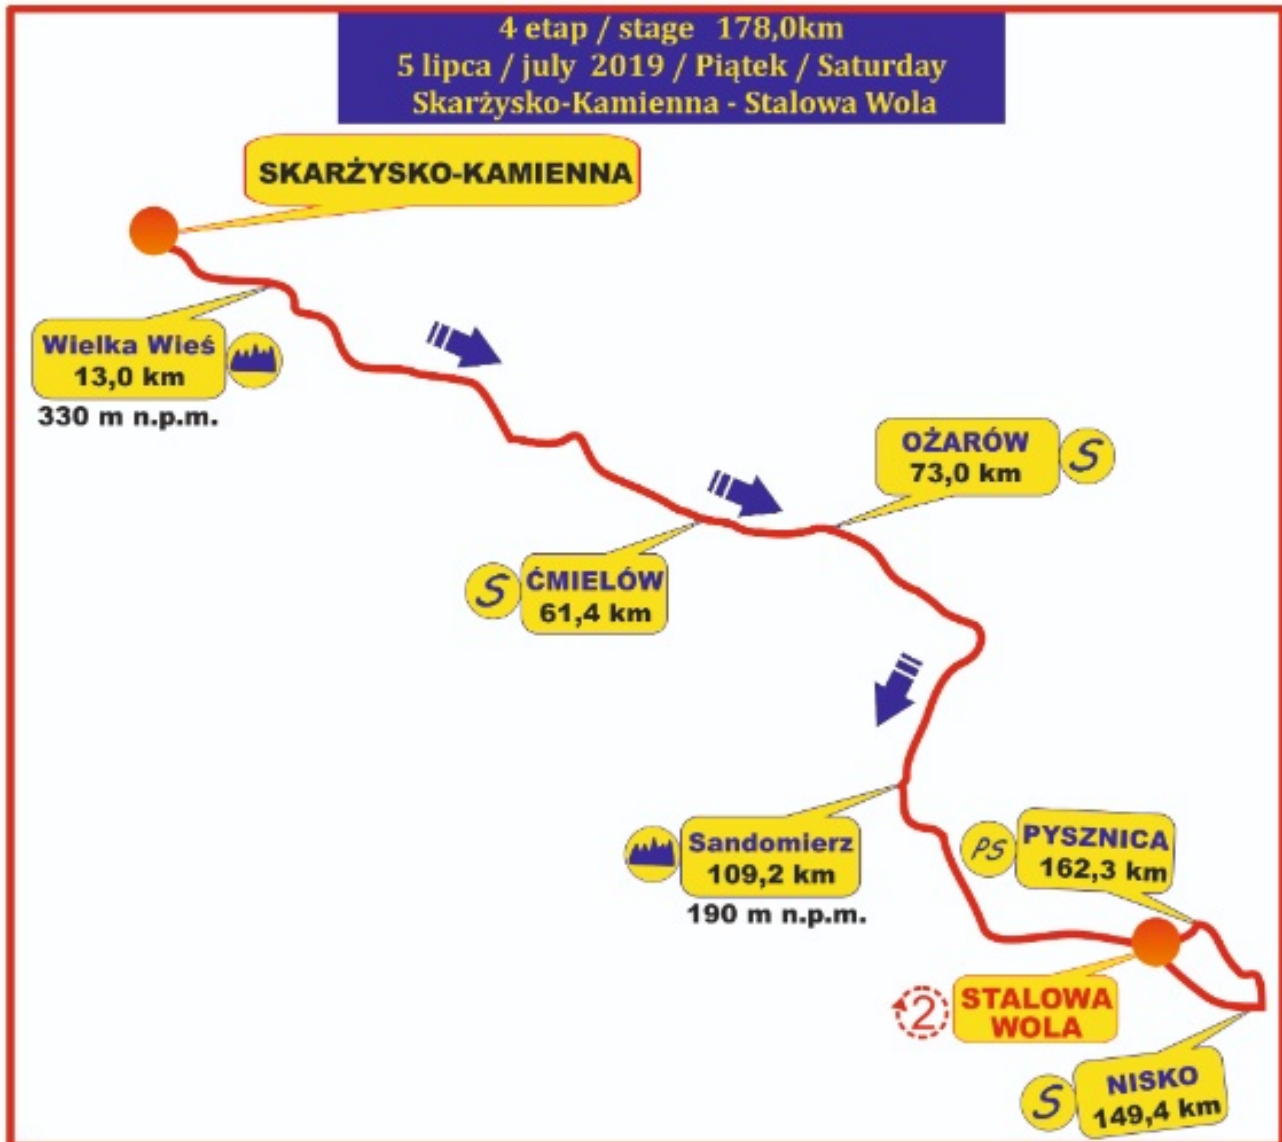 4 etap / stage 178,0km
5 lipca / july 2019 / Piątek / Saturday
Skarżysko-Kamienna - Stalowa Wola
SKARŻYSKO-KAMIENNA
Wielka Wieś
13,0 km
330 m n.p.m.
OŻARÓW
73,0 km
S
S
ĆMIELÓW
61,4 km
Sandomierz
109,2 km
190 m n.p.m.
PS
PYSZNICA
162,3 km
2
STALOWA
WOLA
S
NISKO
149,4 km